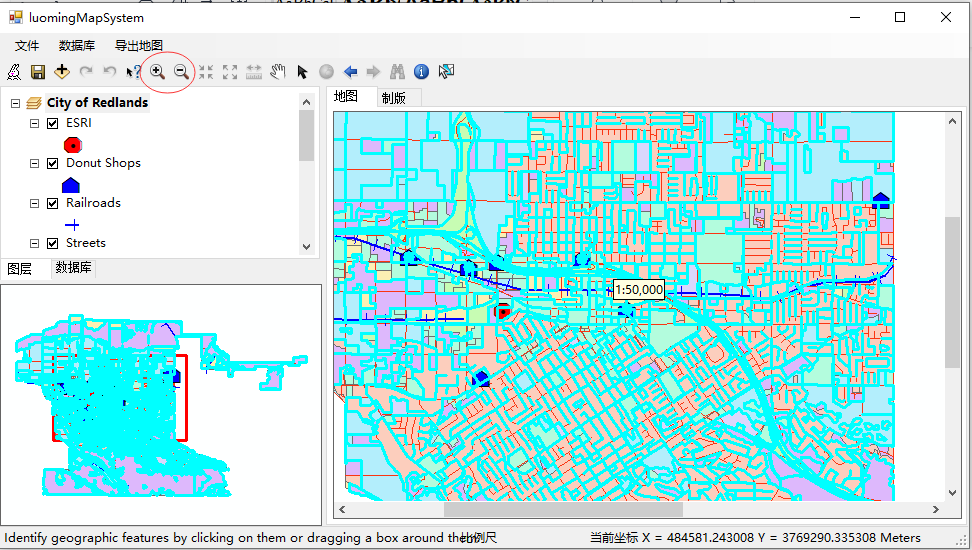 luomingMapSystem
文件 数据库 导出地图
City of Redlands
ESRI
Donut Shops
Railroads
Streets
图层 数据库
地图 制版
1:50,000
Identify geographic features by clicking on them or dragging a box around them 比例尺 当前坐标 X = 484581.243008 Y = 3769290.335308 Meters